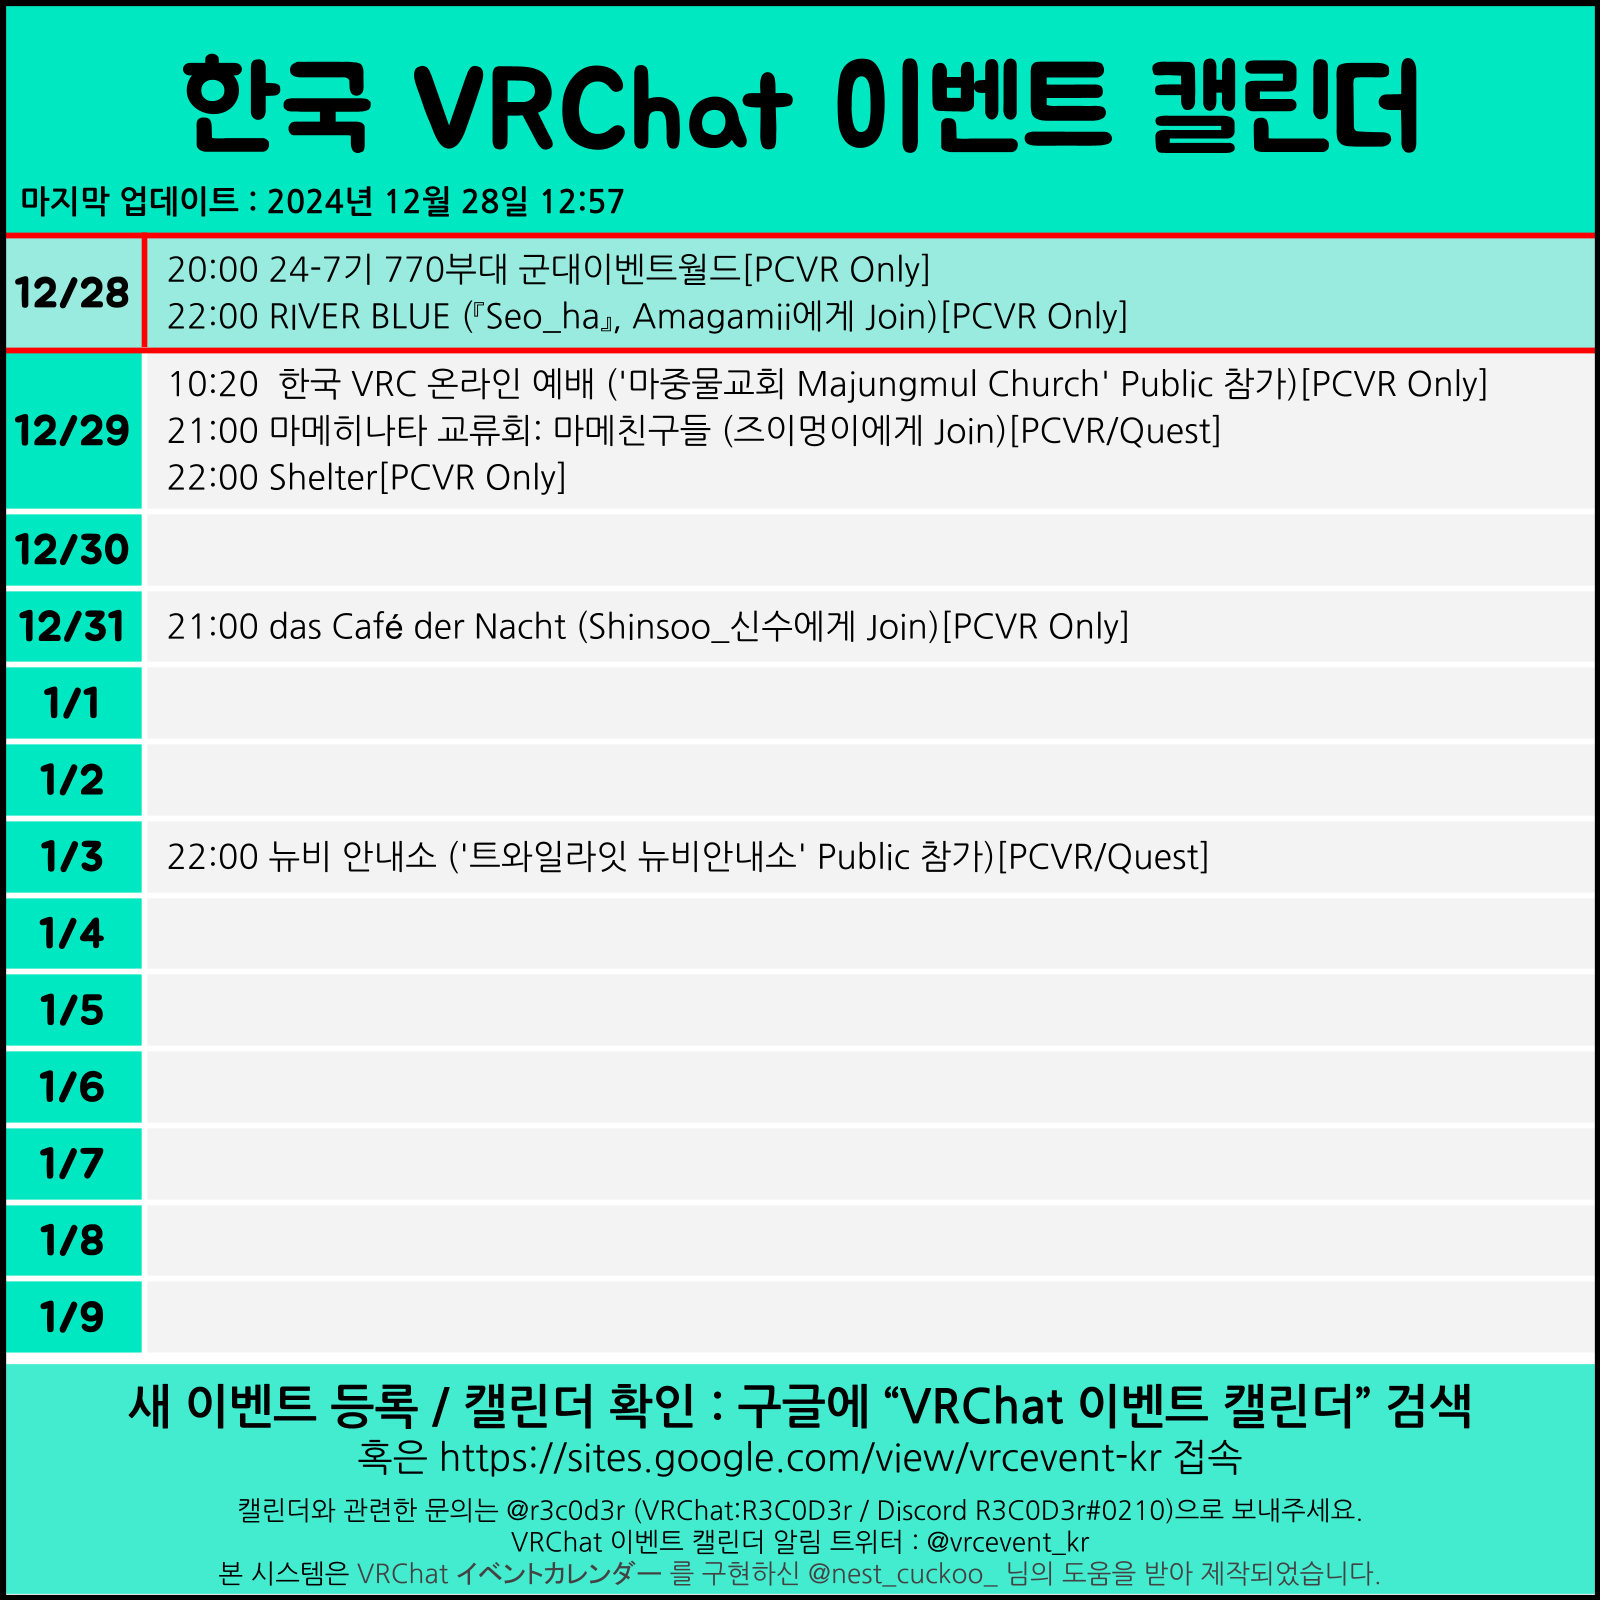 한국 VRChat 이벤트 캘린더
마지막 업데이트 : 2024년 12월 28일 12:57
12/28
20:00 24-7기 770부대 군대이벤트월드[PCVR Only]
22:00 RIVER BLUE (『Seo_ha』, Amagamii에게 Join)[PCVR Only]
12/29
10:20  한국 VRC 온라인 예배 ('마중물교회 Majungmul Church' Public 참가)[PCVR Only]
21:00 마메히나타 교류회: 마메친구들 (즈이멍이에게 Join)[PCVR/Quest]
22:00 Shelter[PCVR Only]
12/30
12/31
21:00 das Café der Nacht (Shinsoo_신수에게 Join)[PCVR Only]
1/1
1/2
1/3
22:00 뉴비 안내소 ('트와일라잇 뉴비안내소' Public 참가)[PCVR/Quest]
1/4
1/5
1/6
1/7
1/8
1/9
새 이벤트 등록 / 캘린더 확인 : 구글에 “VRChat 이벤트 캘린더” 검색
혹은 https://sites.google.com/view/vrcevent-kr 접속
캘린더와 관련한 문의는 @r3c0d3r (VRChat:R3C0D3r / Discord R3C0D3r#0210)으로 보내주세요.
VRChat 이벤트 캘린더 알림 트위터 : @vrcevent_kr
본 시스템은 VRChat イベントカレンダー 를 구현하신 @nest_cuckoo_ 님의 도움을 받아 제작되었습니다.